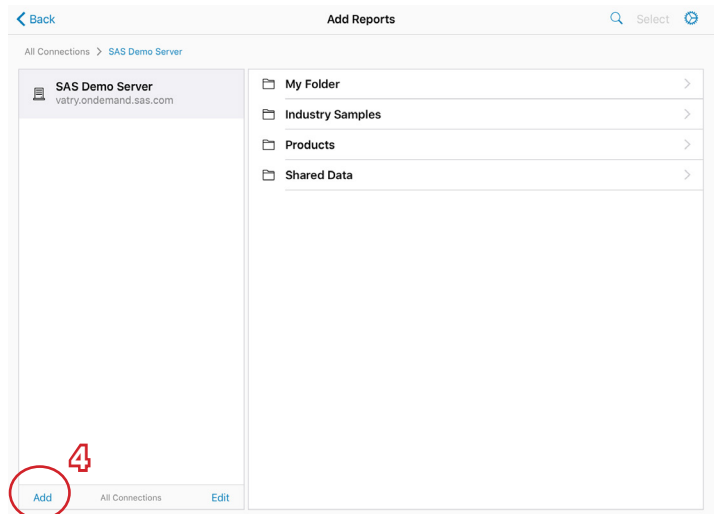 Back
Add Reports
Select
All Connections > SAS Demo Server
SAS Demo Server
vatry.ondemand.sas.com
My Folder
Industry Samples
Products
Shared Data
4
Add
All Connections
Edit